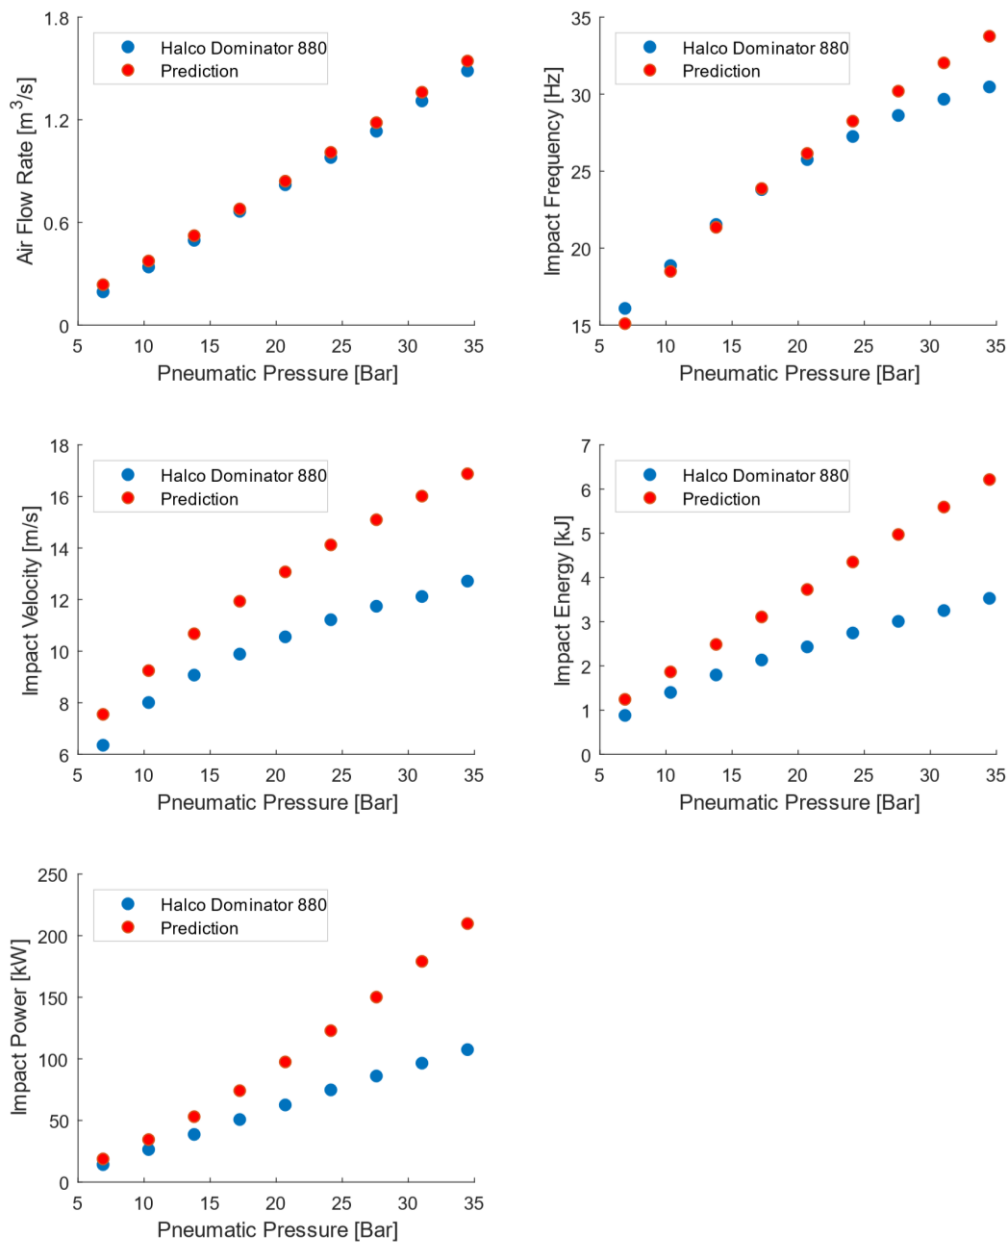 1.8
1.2
0.6
0
Air Flow Rate [m³/s]
Halco Dominator 880
Prediction
5 10 15 20 25 30 35
Pneumatic Pressure [Bar]
35
30
25
20
15
Impact Frequency [Hz]
Halco Dominator 880
Prediction
5 10 15 20 25 30 35
Pneumatic Pressure [Bar]
18
16
14
12
10
8
6
Impact Velocity [m/s]
Halco Dominator 880
Prediction
5 10 15 20 25 30 35
Pneumatic Pressure [Bar]
7
6
5
4
3
2
1
0
Impact Energy [kJ]
Halco Dominator 880
Prediction
5 10 15 20 25 30 35
Pneumatic Pressure [Bar]
250
200
150
100
50
0
Impact Power [kW]
Halco Dominator 880
Prediction
5 10 15 20 25 30 35
Pneumatic Pressure [Bar]